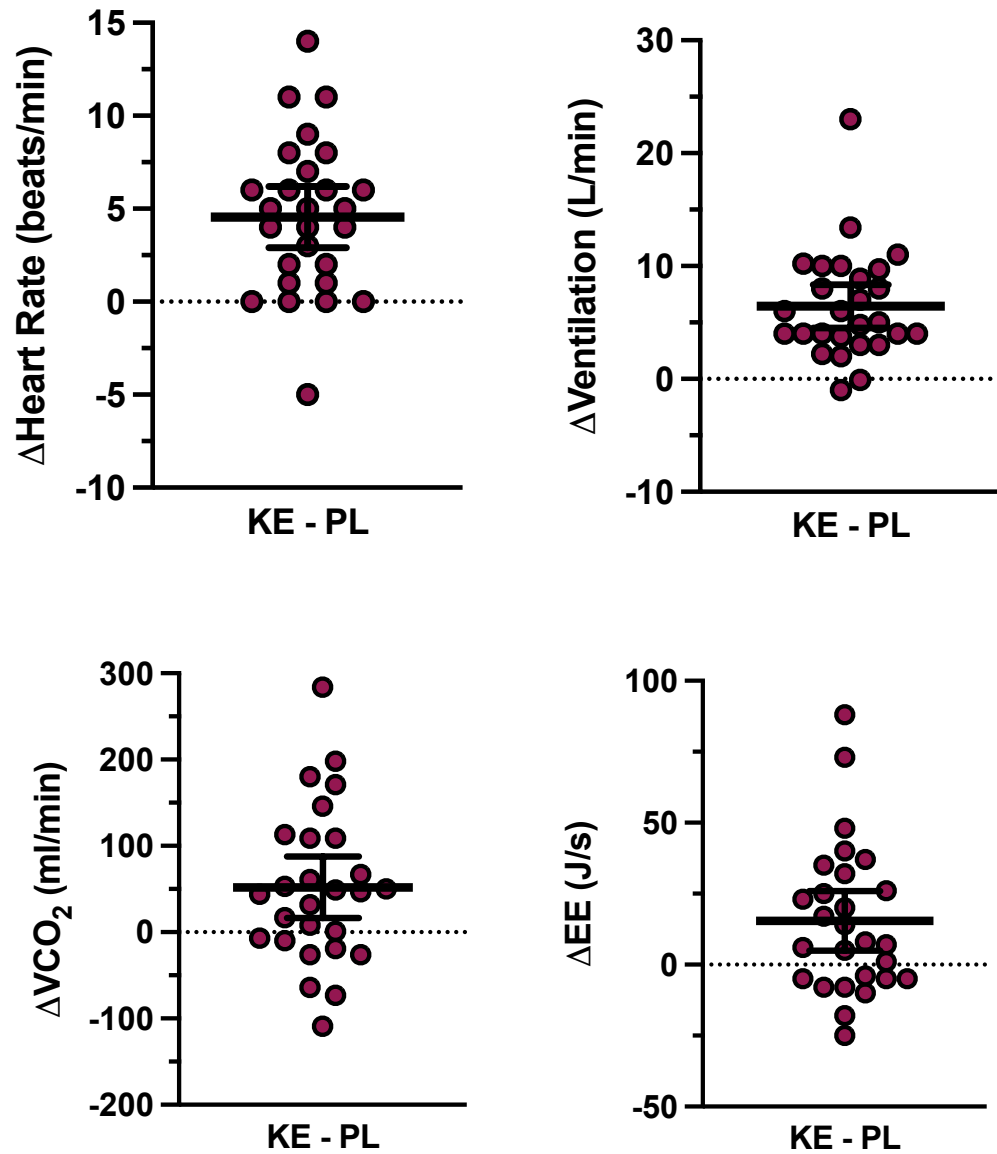 ΔHeart Rate (beats/min)
15
10
5
0
-5
-10
KE - PL
ΔVentilation (L/min)
30
20
10
0
-10
KE - PL
ΔVCO₂ (ml/min)
300
200
100
0
-100
-200
KE - PL
ΔEE (J/s)
100
50
0
-50
KE - PL